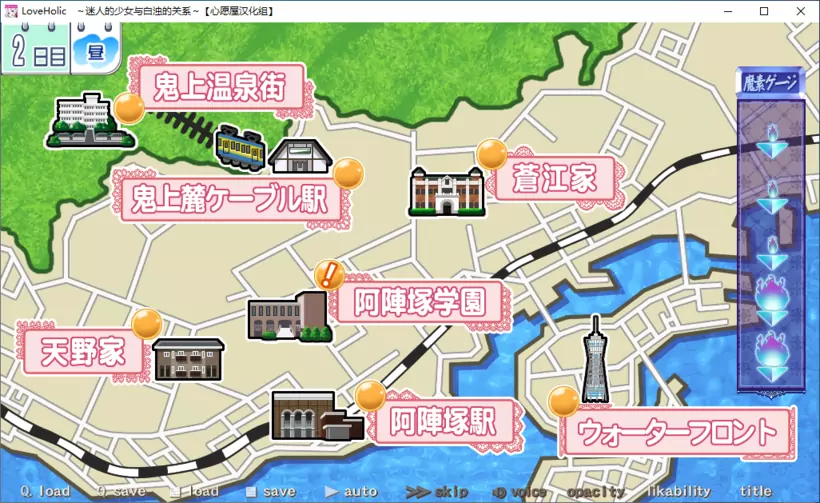 LoveHolic　～迷人的少女与白浊的关系～【心愿屋汉化组】
2日目
昼
鬼上温泉街
魔素ゲージ
鬼上麓ケーブル駅
蒼江家
阿陣塚学園
天野家
阿陣塚駅
ウォーターフロント
Q.load Q.save load save auto skip voice opacity likability title